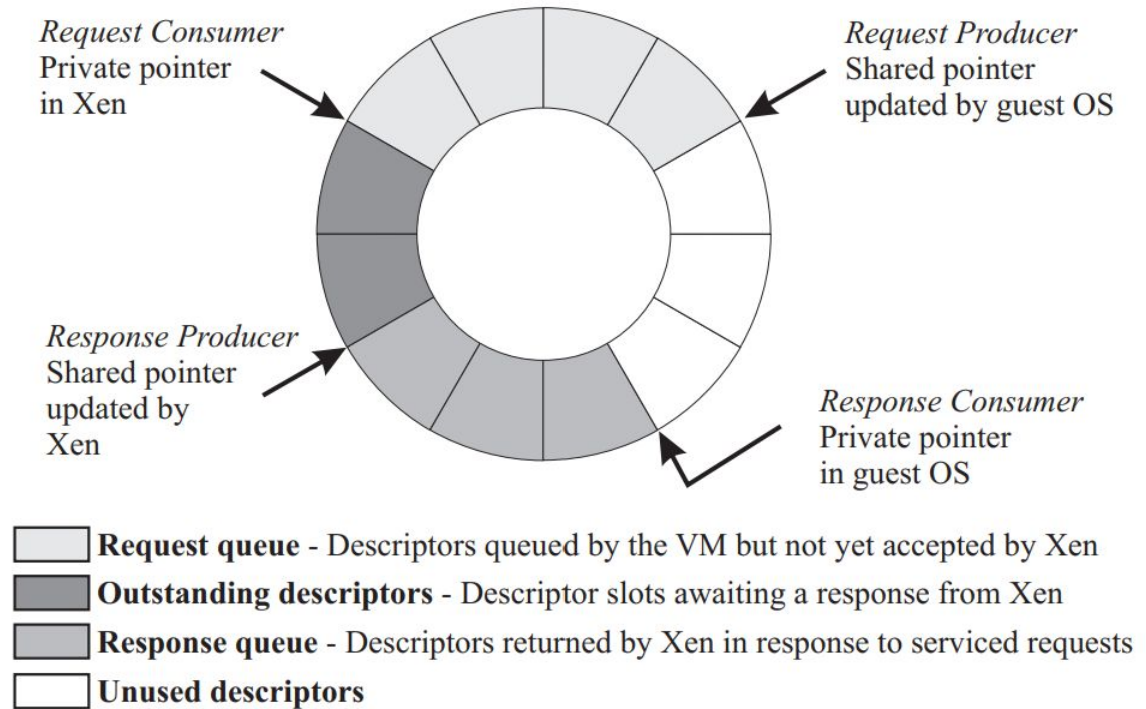 Request Consumer
Private pointer
in Xen
Request Producer
Shared pointer
updated by guest OS
Response Producer
Shared pointer
updated by
Xen
Response Consumer
Private pointer
in guest OS
Request queue - Descriptors queued by the VM but not yet accepted by Xen
Outstanding descriptors - Descriptor slots awaiting a response from Xen
Response queue - Descriptors returned by Xen in response to serviced requests
Unused descriptors